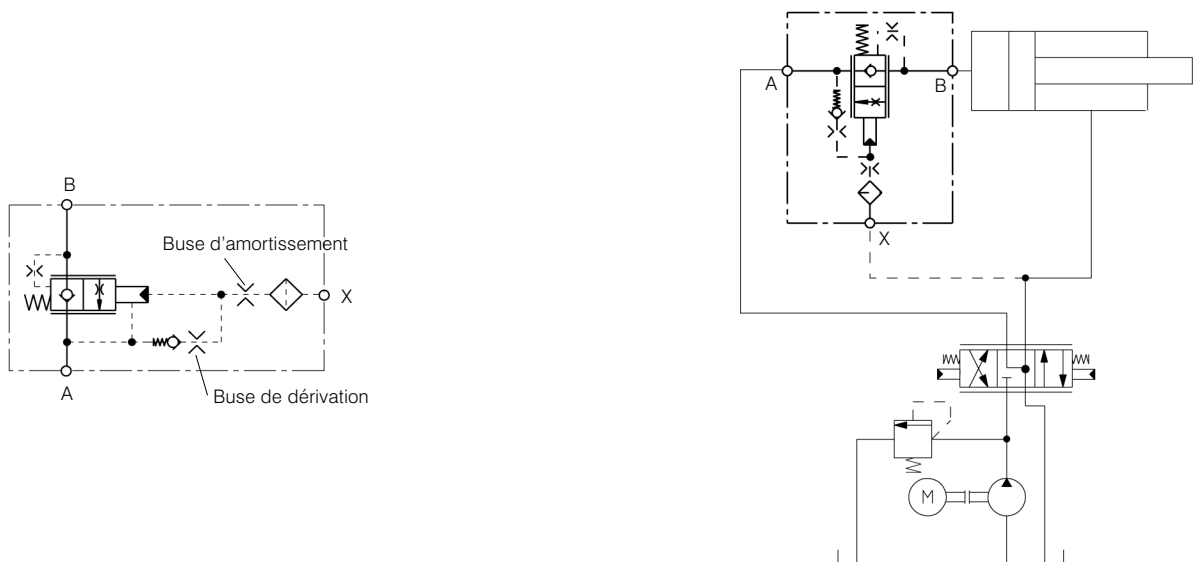 B
Buse d'amortissement
X
A
Buse de dérivation
A
B
X
M